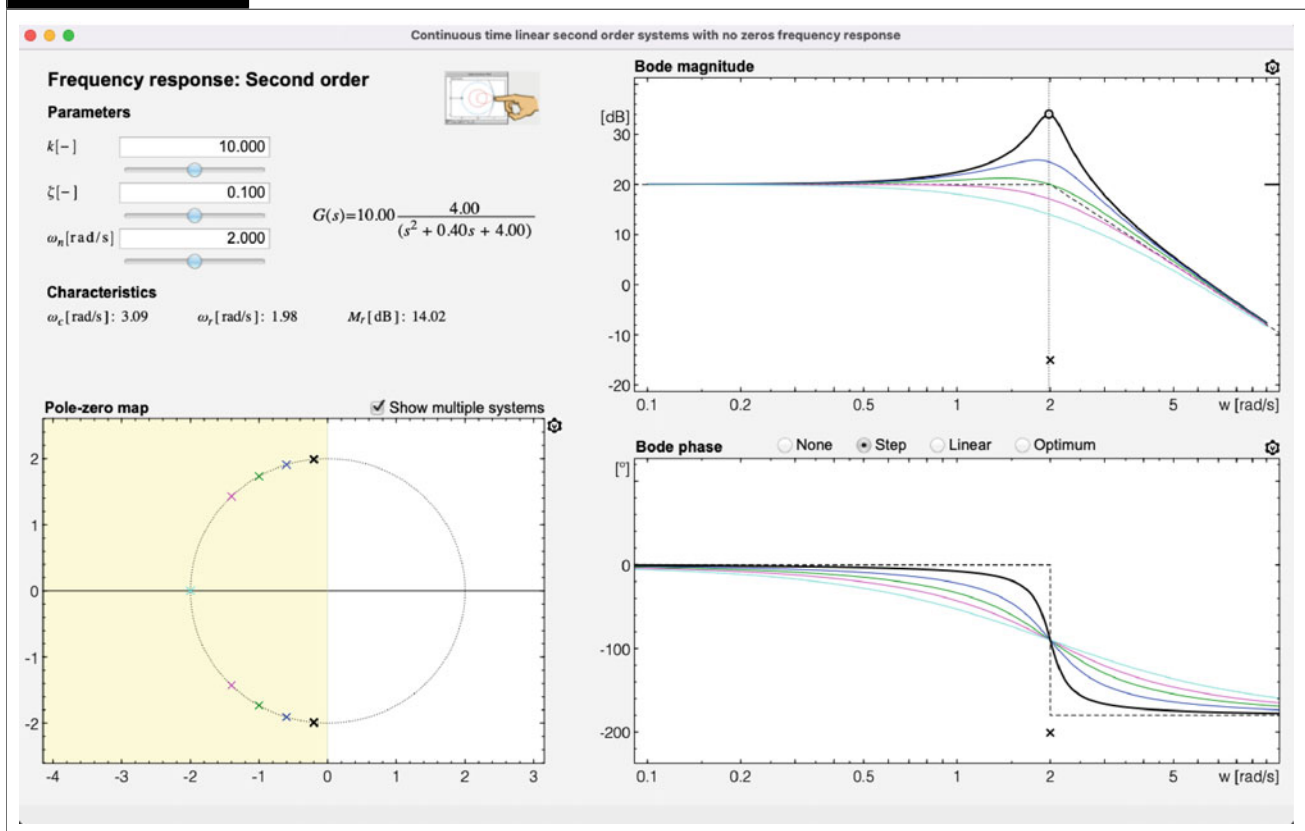 Continuous time linear second order systems with no zeros frequency response
Frequency response: Second order
Parameters
k[−] 10.000
ζ[−] 0.100
ωn[rad/s] 2.000
G(s)=10.00 4.00 / (s² + 0.40s + 4.00)
Characteristics
ωc[rad/s]: 3.09 ωr[rad/s]: 1.98 Mr[dB]: 14.02
Bode magnitude
[dB]
30
20
10
0
-10
-20
0.1 0.2 0.5 1 2 5 w [rad/s]
Pole-zero map Show multiple systems
2
1
0
-1
-2
-4 -3 -2 -1 0 1 2 3
Bode phase None Step Linear Optimum
[º]
0
-100
-200
0.1 0.2 0.5 1 2 5 w [rad/s]